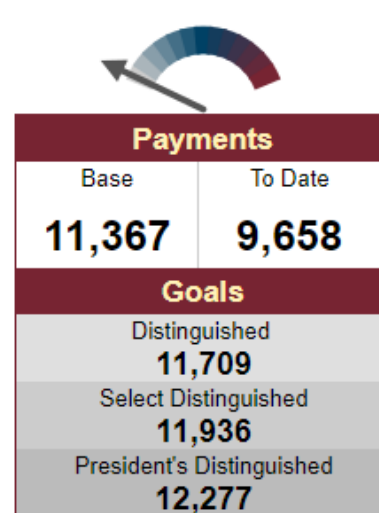 Payments
Base To Date
11,367 9,658
Goals
Distinguished
11,709
Select Distinguished
11,936
President's Distinguished
12,277